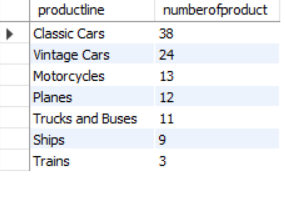 productline numberofproduct
Classic Cars 38
Vintage Cars 24
Motorcycles 13
Planes 12
Trucks and Buses 11
Ships 9
Trains 3